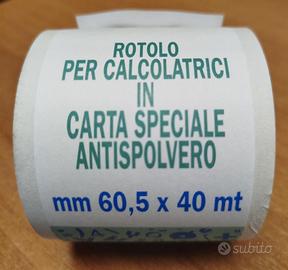 ROTOLO
PER CALCOLATRICI
IN
CARTA SPECIALE
ANTISPOLVERO
mm 60,5 x 40 mt
subito